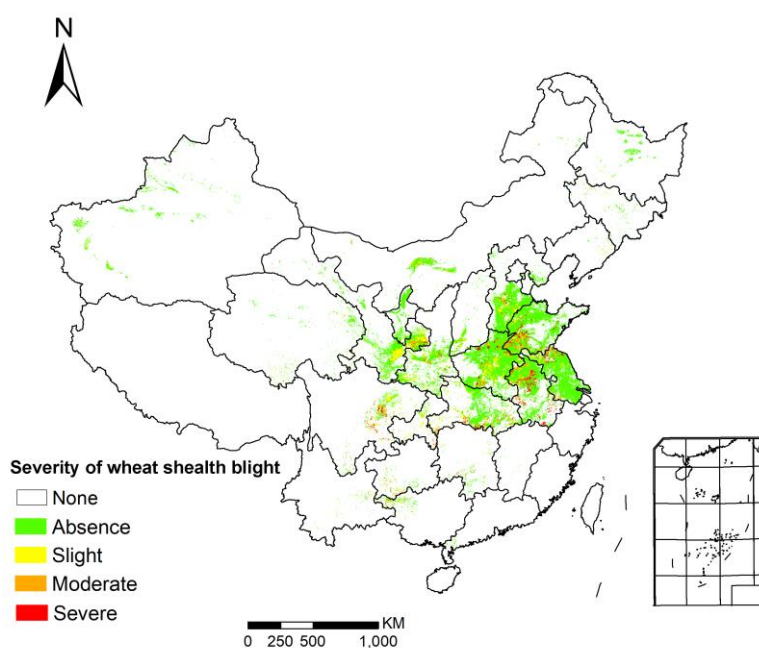 N
Severity of wheat shealth blight
None
Absence
Slight
Moderate
Severe
KM
0 250 500 1,000